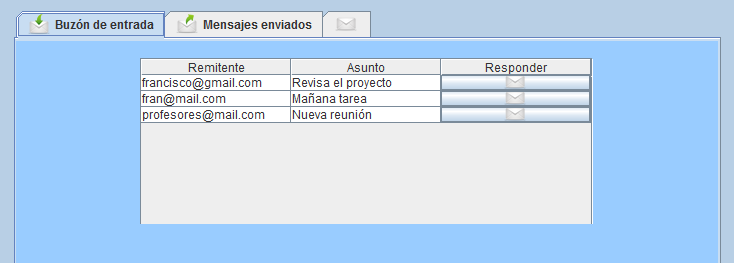 Buzón de entrada Mensajes enviados
Remitente Asunto Responder
francisco@gmail.com Revisa el proyecto
fran@mail.com Mañana tarea
profesores@mail.com Nueva reunión